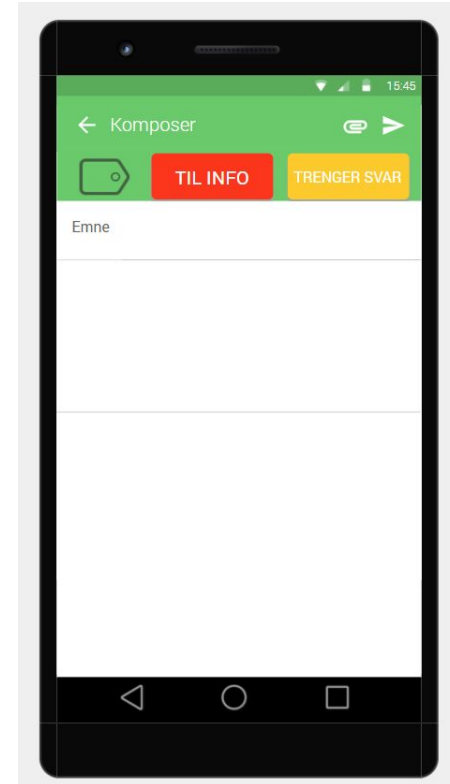 15:45
Komposer
TIL INFO
TRENGER SVAR
Emne